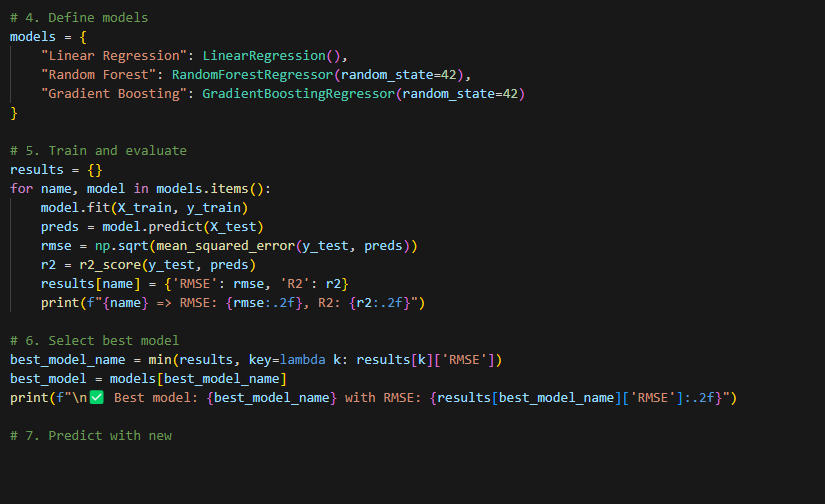 # 4. Define models
models = {
    "Linear Regression": LinearRegression(),
    "Random Forest": RandomForestRegressor(random_state=42),
    "Gradient Boosting": GradientBoostingRegressor(random_state=42)
}
# 5. Train and evaluate
results = {}
for name, model in models.items():
    model.fit(X_train, y_train)
    preds = model.predict(X_test)
    rmse = np.sqrt(mean_squared_error(y_test, preds))
    r2 = r2_score(y_test, preds)
    results[name] = {'RMSE': rmse, 'R2': r2}
    print(f"{name} => RMSE: {rmse:.2f}, R2: {r2:.2f}")
# 6. Select best model
best_model_name = min(results, key=lambda k: results[k]['RMSE'])
best_model = models[best_model_name]
print(f"\n✅ Best model: {best_model_name} with RMSE: {results[best_model_name]['RMSE']:.2f}")
# 7. Predict with new